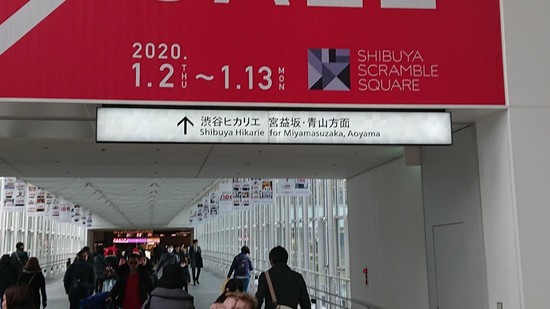 SALE
2020.
1.2 THU ~ 1.13 MON
SHIBUYA
SCRAMBLE
SQUARE
↑ 渋谷ヒカリエ 宮益坂・青山方面
Shibuya Hikarie for Miyamasuzaka, Aoyama